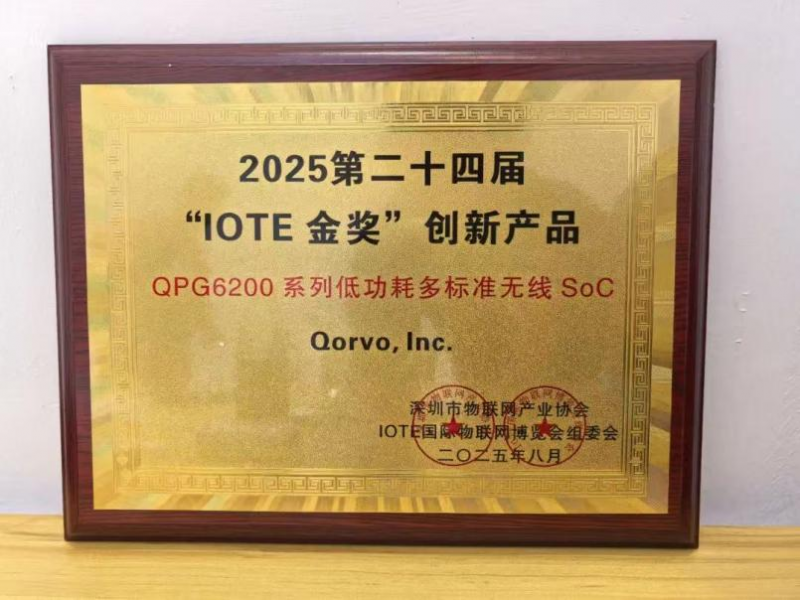 2025第二十四届
“IOTE 金奖”创新产品
QPG6200 系列低功耗多标准无线 SoC
Qorvo, Inc.
深圳市物联网产业协会
IOTE国际物联网博览会组委会
二〇二五年八月